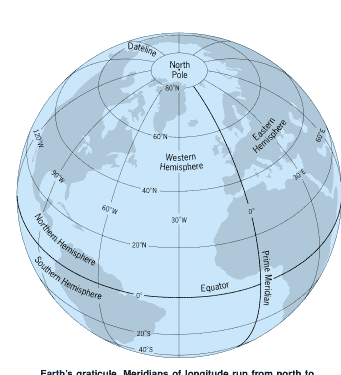 Dateline
North
Pole
80°N
60°N
Western
Hemisphere
Eastern
Hemisphere
60°E
120°W
90°W
30°E
40°N
60°W
30°W
0°
20°N
Northern Hemisphere
Southern Hemisphere
Prime Meridian
Equator
0°
20°S
40°S
Earth's graticule. Meridians of longitude run from north to